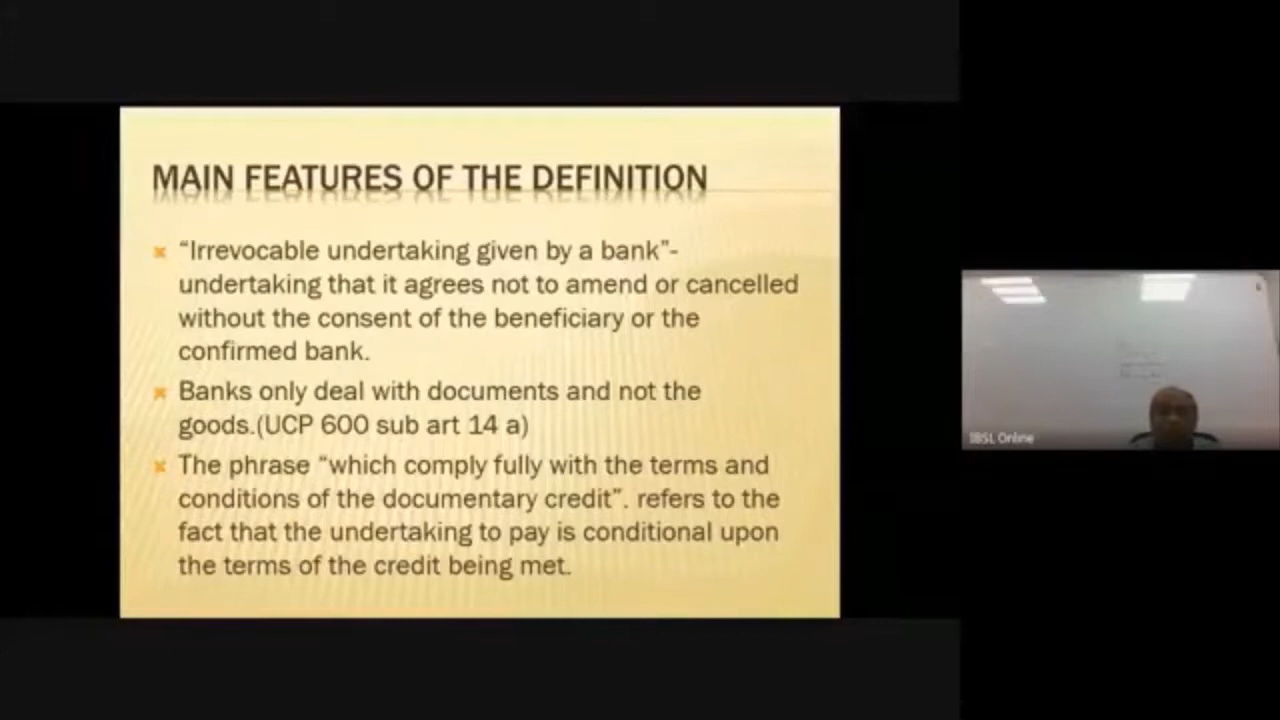 MAIN FEATURES OF THE DEFINITION
“Irrevocable undertaking given by a bank”-
undertaking that it agrees not to amend or cancelled
without the consent of the beneficiary or the
confirmed bank.
Banks only deal with documents and not the
goods.(UCP 600 sub art 14 a)
The phrase “which comply fully with the terms and
conditions of the documentary credit”. refers to the
fact that the undertaking to pay is conditional upon
the terms of the credit being met.
IBSL Online